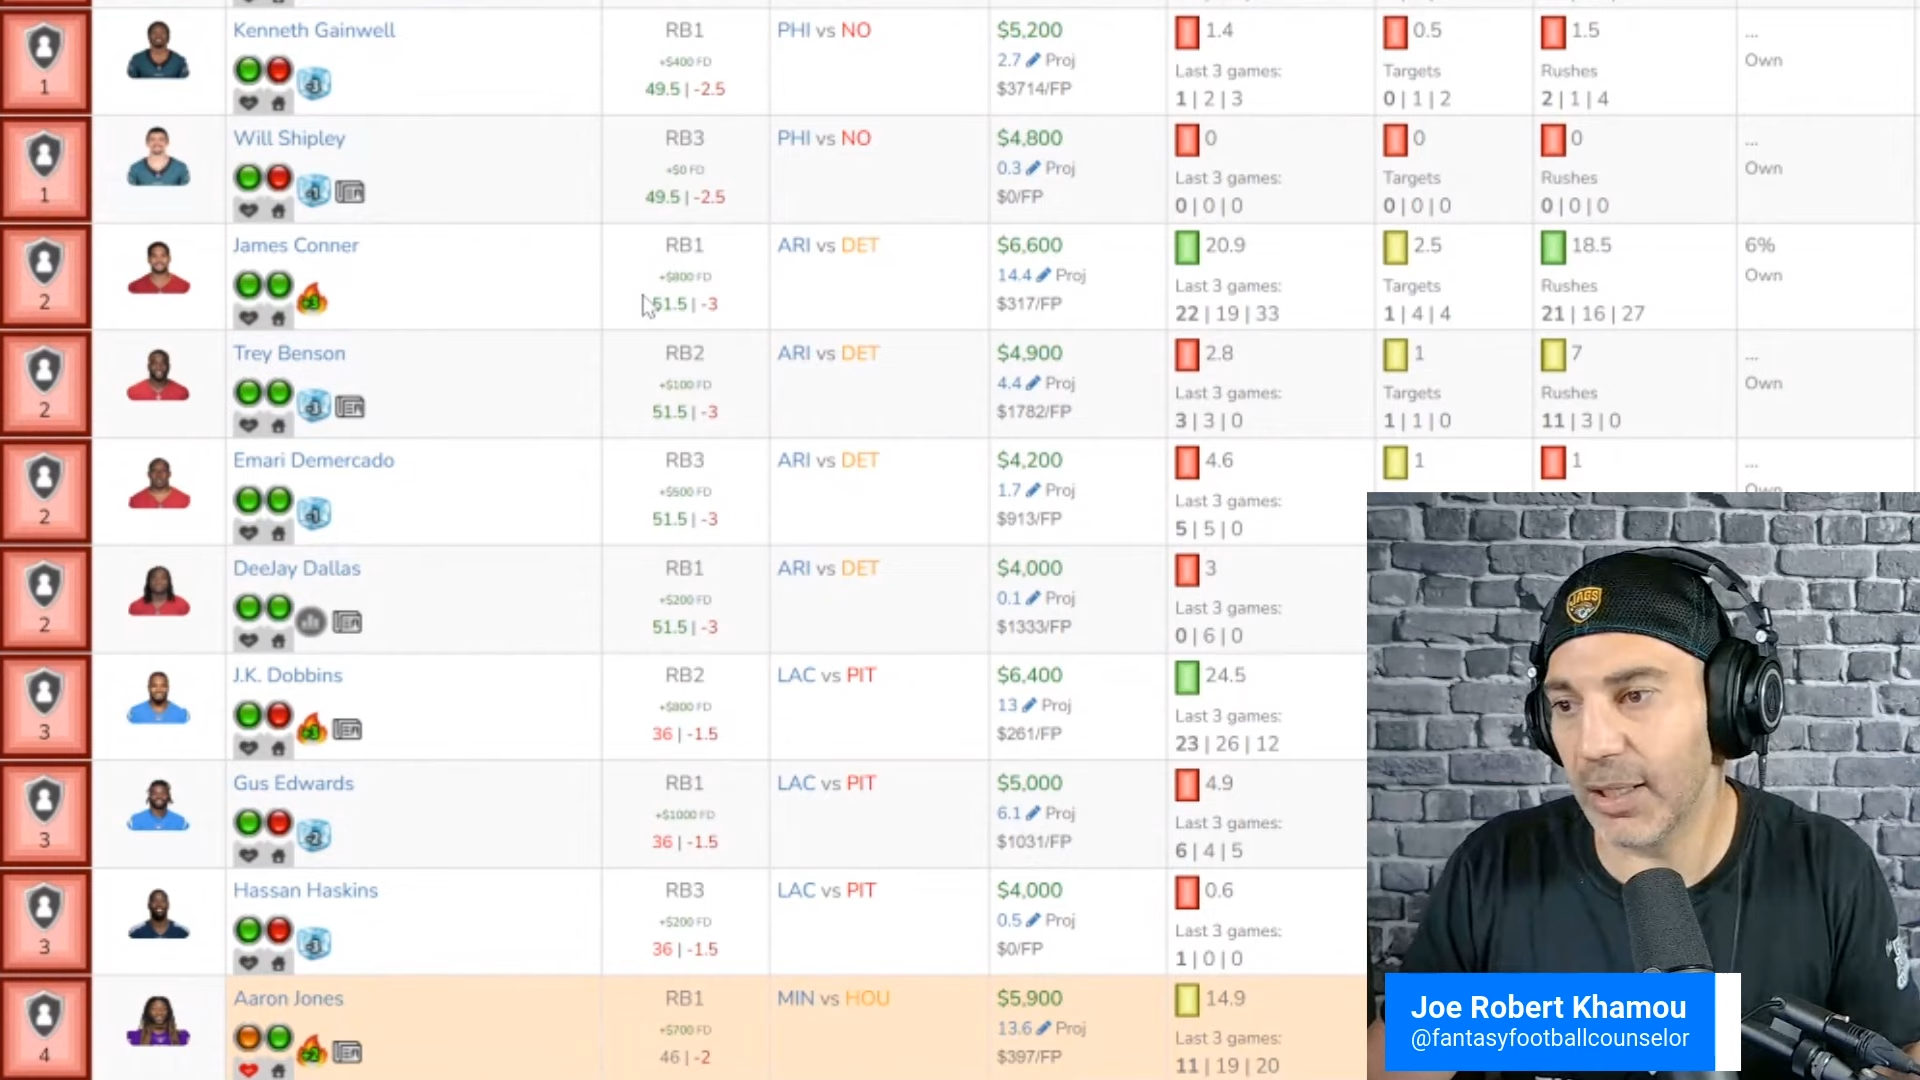 Kenneth Gainwell RB1 PHI vs NO $5,200 1.4 0.5 1.5 ...
+$400 FD 2.7 Proj Last 3 games: Targets Rushes Own
1 49.5 | -2.5 $3714/FP 1 | 2 | 3 0 | 1 | 2 2 | 1 | 4
Will Shipley RB3 PHI vs NO $4,800 0 0 0 ...
+$0 FD 0.3 Proj Last 3 games: Targets Rushes Own
1 49.5 | -2.5 $0/FP 0 | 0 | 0 0 | 0 | 0 0 | 0 | 0
James Conner RB1 ARI vs DET $6,600 20.9 2.5 18.5 6%
+$800 FD 14.4 Proj Last 3 games: Targets Rushes Own
2 51.5 | -3 $317/FP 22 | 19 | 33 1 | 4 | 4 21 | 16 | 27
Trey Benson RB2 ARI vs DET $4,900 2.8 1 7 ...
+$100 FD 4.4 Proj Last 3 games: Targets Rushes Own
2 51.5 | -3 $1782/FP 3 | 3 | 0 1 | 1 | 0 11 | 3 | 0
Emari Demercado RB3 ARI vs DET $4,200 4.6 1 1 ...
+$500 FD 1.7 Proj Last 3 games: Own
2 51.5 | -3 $913/FP 5 | 5 | 0
DeeJay Dallas RB1 ARI vs DET $4,000 3
+$200 FD 0.1 Proj Last 3 games:
2 51.5 | -3 $1333/FP 0 | 6 | 0
J.K. Dobbins RB2 LAC vs PIT $6,400 24.5
+$800 FD 13 Proj Last 3 games:
3 36 | -1.5 $261/FP 23 | 26 | 12
Gus Edwards RB1 LAC vs PIT $5,000 4.9
+$1000 FD 6.1 Proj Last 3 games:
3 36 | -1.5 $1031/FP 6 | 4 | 5
Hassan Haskins RB3 LAC vs PIT $4,000 0.6
+$200 FD 0.5 Proj Last 3 games:
3 36 | -1.5 $0/FP 1 | 0 | 0
Aaron Jones RB1 MIN vs HOU $5,900 14.9
+$700 FD 13.6 Proj Last 3 games:
4 46 | -2 $397/FP 11 | 19 | 20
JAGS
Joe Robert Khamou
@fantasyfootballcounselor